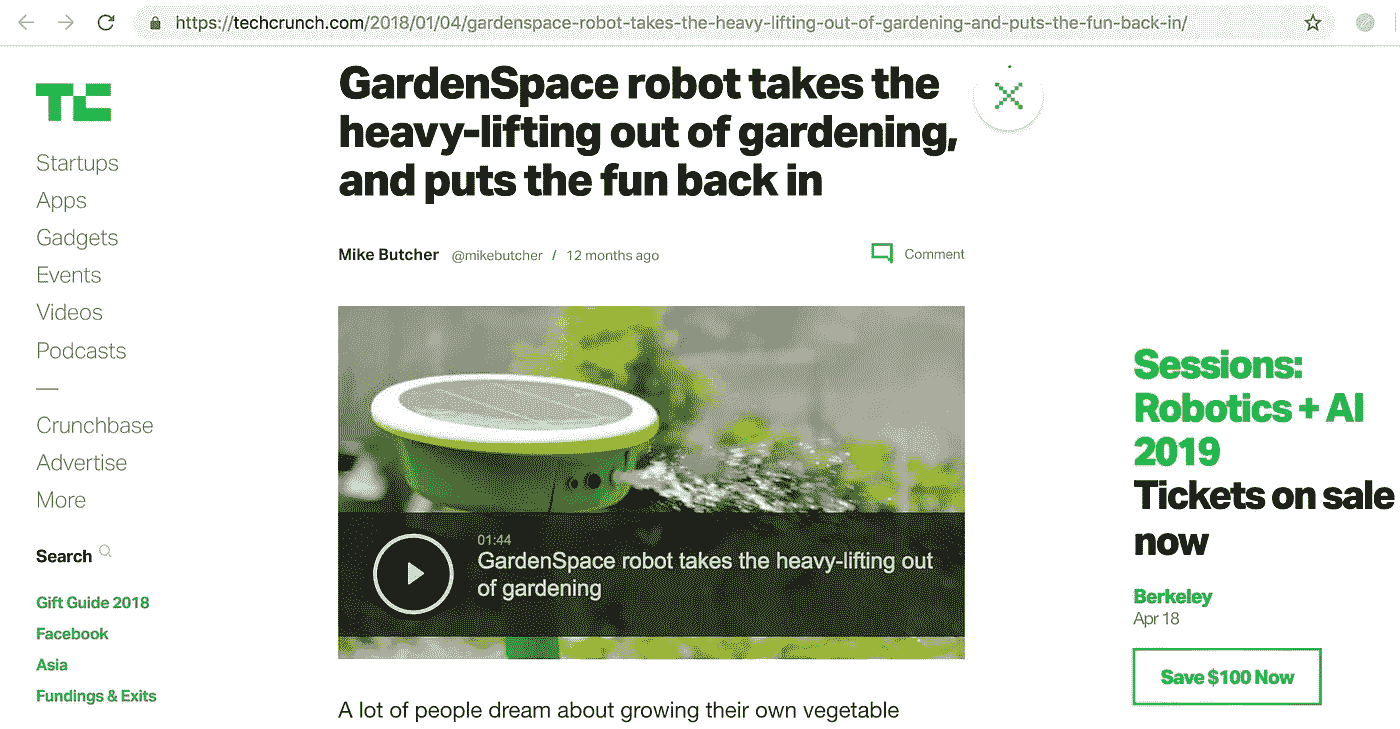 https://techcrunch.com/2018/01/04/gardenspace-robot-takes-the-heavy-lifting-out-of-gardening-and-puts-the-fun-back-in/
TC
Startups
Apps
Gadgets
Events
Videos
Podcasts
Crunchbase
Advertise
More
Search
Gift Guide 2018
Facebook
Asia
Fundings & Exits
GardenSpace robot takes the
heavy-lifting out of gardening,
and puts the fun back in
Mike Butcher @mikebutcher / 12 months ago
Comment
01:44
GardenSpace robot takes the heavy-lifting out
of gardening
A lot of people dream about growing their own vegetable
Sessions:
Robotics + AI
2019
Tickets on sale
now
Berkeley
Apr 18
Save $100 Now